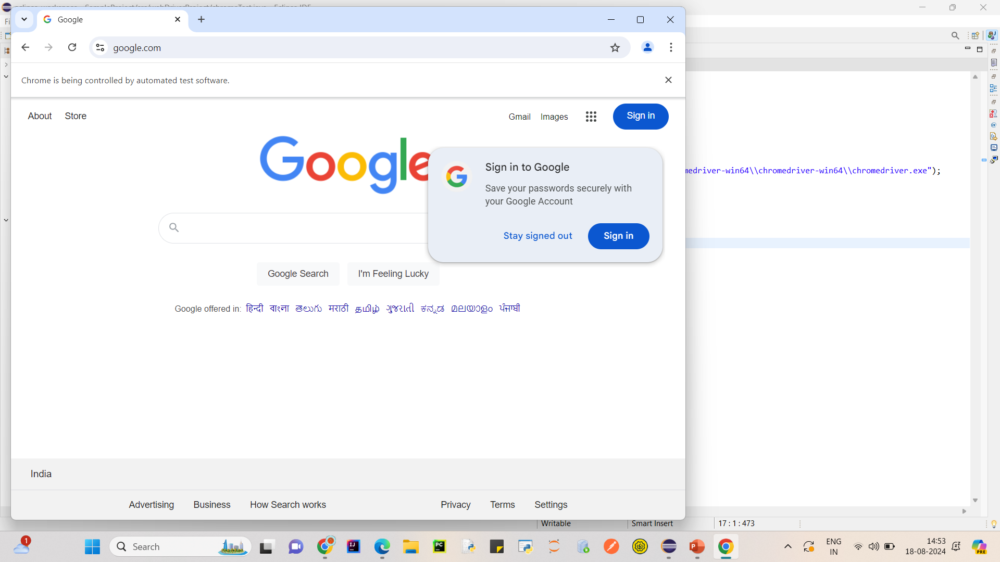 Google
google.com
Chrome is being controlled by automated test software.
About Store
Gmail Images Sign in
Google
Sign in to Google
Save your passwords securely with
your Google Account
Stay signed out Sign in
medriver-win64\\chromedriver-win64\\chromedriver.exe");
Google Search I'm Feeling Lucky
Google offered in: हिन्दी বাংলা తెలుగు मराठी தமிழ் ગુજરાતી ಕನ್ನಡ മലയാളം ਪੰਜਾਬੀ
India
Advertising Business How Search works Privacy Terms Settings
Writable Smart Insert 17 : 1 : 473
1 Search
ENG
IN
14:53
18-08-2024